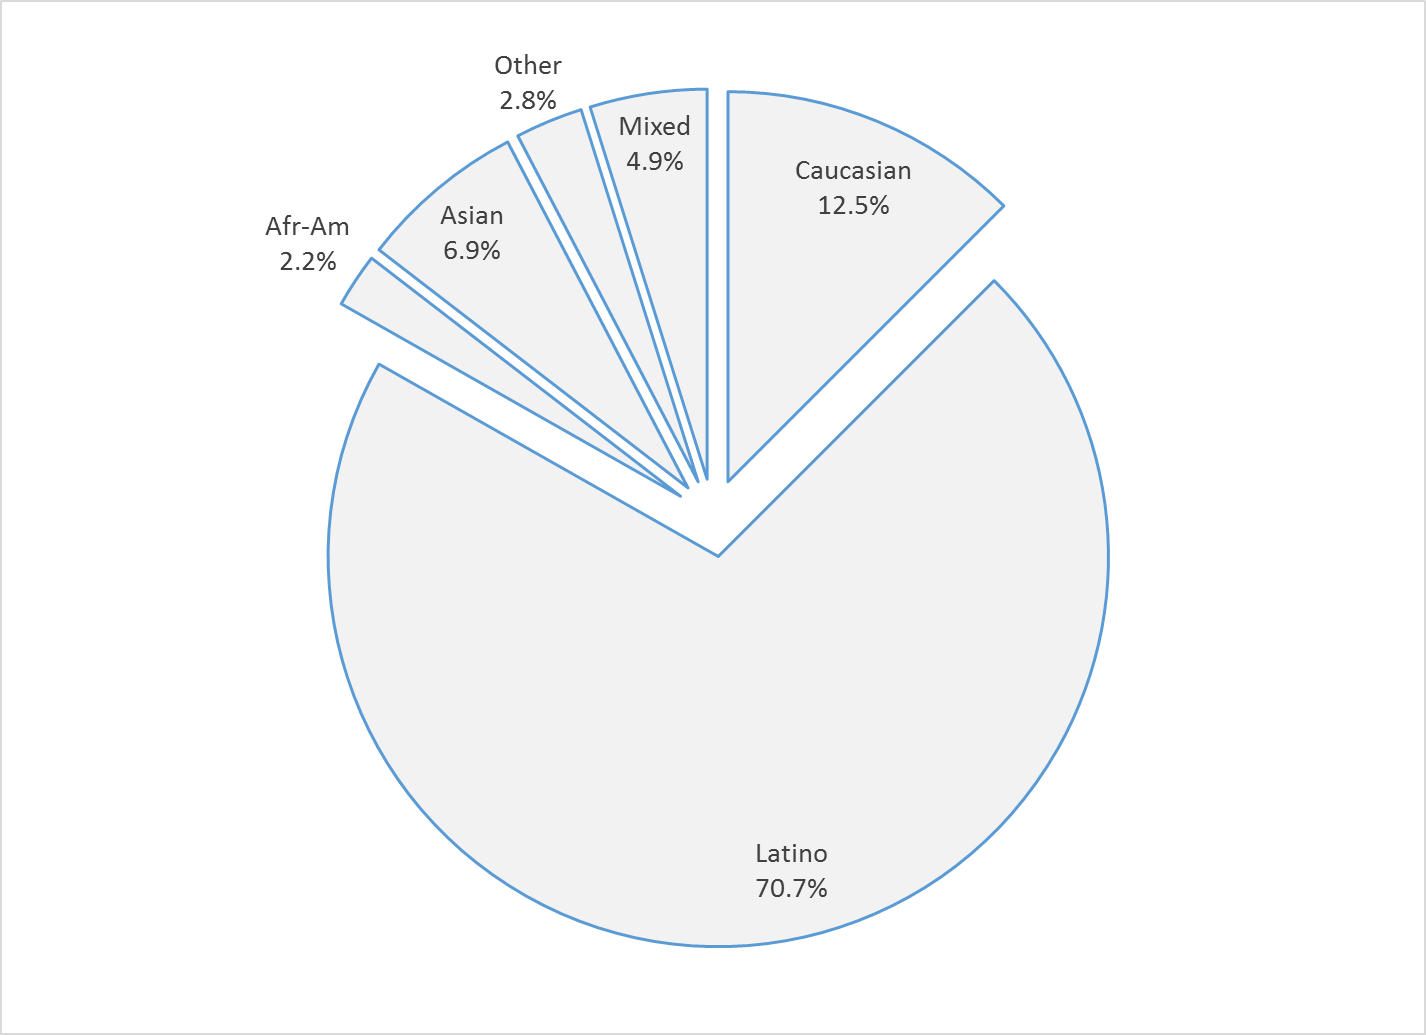 Other
2.8%
Mixed
4.9%
Caucasian
12.5%
Asian
6.9%
Afr-Am
2.2%
Latino
70.7%